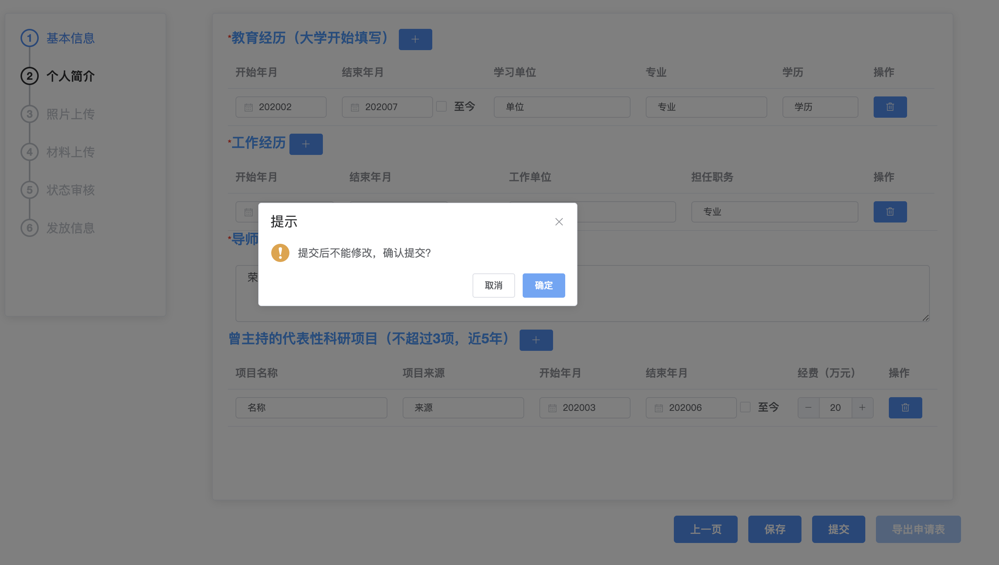 1 基本信息
2 个人简介
3 照片上传
4 材料上传
5 状态审核
6 发放信息
*教育经历（大学开始填写） +
开始年月 结束年月 学习单位 专业 学历 操作
202002 202007 至今 单位 专业 学历
*工作经历 +
开始年月 结束年月 工作单位 担任职务 操作
专业
*导师
提示
提交后不能修改，确认提交?
取消 确定
荣
曾主持的代表性科研项目（不超过3项，近5年） +
项目名称 项目来源 开始年月 结束年月 经费（万元） 操作
名称 来源 202003 202006 至今 − 20 +
上一页 保存 提交 导出申请表